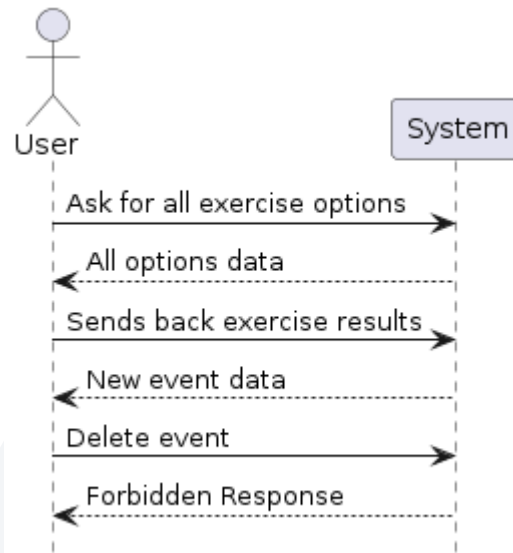 User
System
Ask for all exercise options
All options data
Sends back exercise results
New event data
Delete event
Forbidden Response